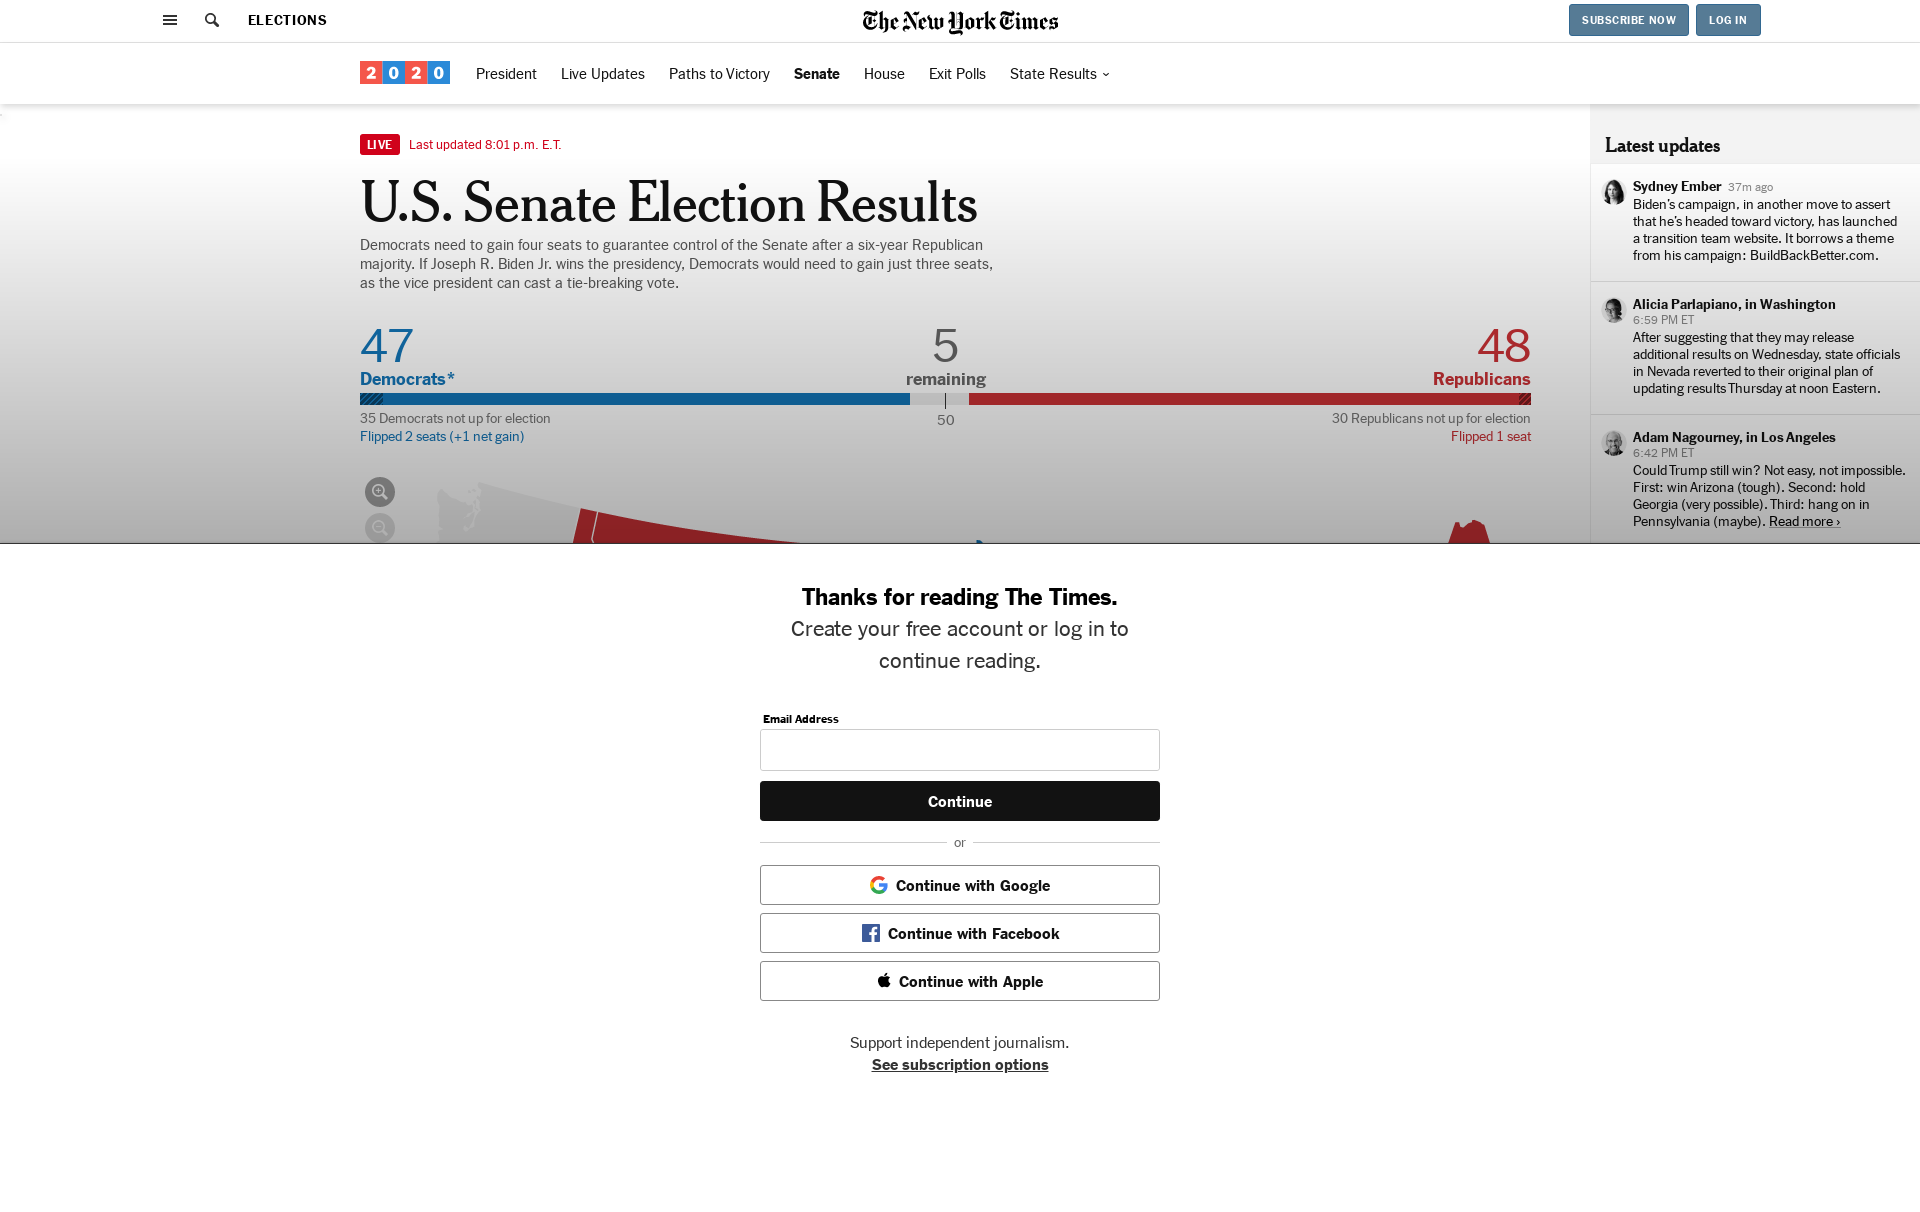 ELECTIONS
The New York Times
SUBSCRIBE NOW
LOG IN
2020
President
Live Updates
Paths to Victory
Senate
House
Exit Polls
State Results
LIVE
Last updated 8:01 p.m. E.T.
U.S. Senate Election Results
Democrats need to gain four seats to guarantee control of the Senate after a six-year Republican
majority. If Joseph R. Biden Jr. wins the presidency, Democrats would need to gain just three seats,
as the vice president can cast a tie-breaking vote.
47
Democrats*
5
remaining
48
Republicans
35 Democrats not up for election
Flipped 2 seats (+1 net gain)
50
30 Republicans not up for election
Flipped 1 seat
Latest updates
Sydney Ember 37m ago
Biden’s campaign, in another move to assert
that he’s headed toward victory, has launched
a transition team website. It borrows a theme
from his campaign: BuildBackBetter.com.
Alicia Parlapiano, in Washington
6:59 PM ET
After suggesting that they may release
additional results on Wednesday, state officials
in Nevada reverted to their original plan of
updating results Thursday at noon Eastern.
Adam Nagourney, in Los Angeles
6:42 PM ET
Could Trump still win? Not easy, not impossible.
First: win Arizona (tough). Second: hold
Georgia (very possible). Third: hang on in
Pennsylvania (maybe). Read more ›
Thanks for reading The Times.
Create your free account or log in to
continue reading.
Email Address
Continue
or
Continue with Google
Continue with Facebook
Continue with Apple
Support independent journalism.
See subscription options